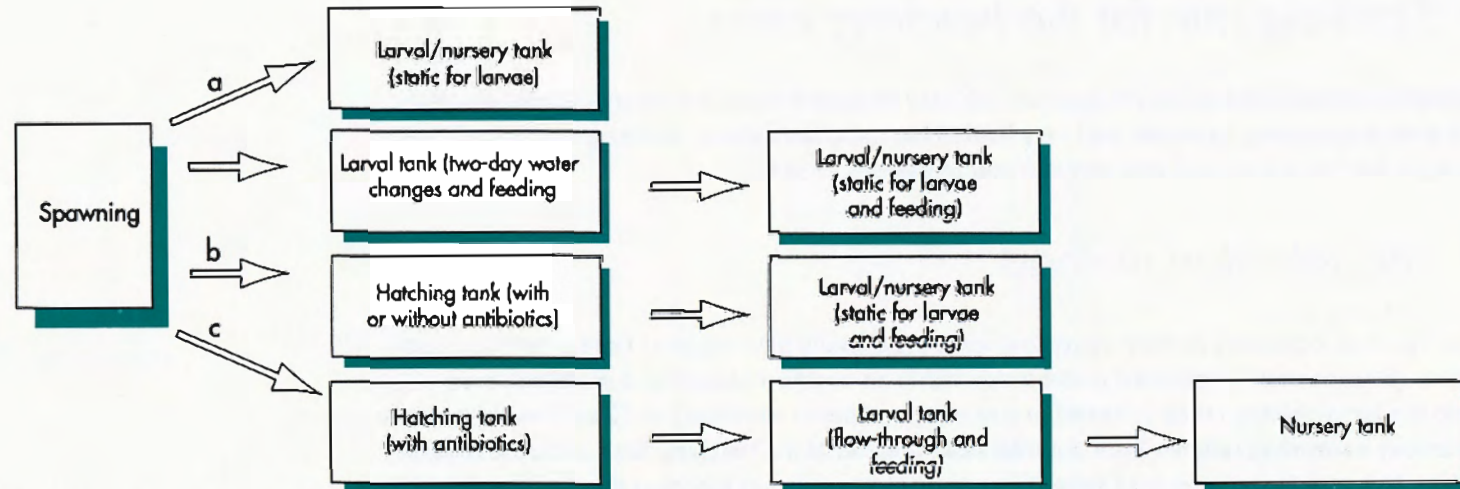 Larval/nursery tank
(static for larvae)
a
Spawning
Larval tank (two-day water
changes and feeding
Larval/nursery tank
(static for larvae
and feeding)
b
Hatching tank (with
or without antibiotics)
Larval/nursery tank
(static for larvae
and feeding)
c
Hatching tank
(with antibiotics)
Larval tank
(flow-through and
feeding)
Nursery tank